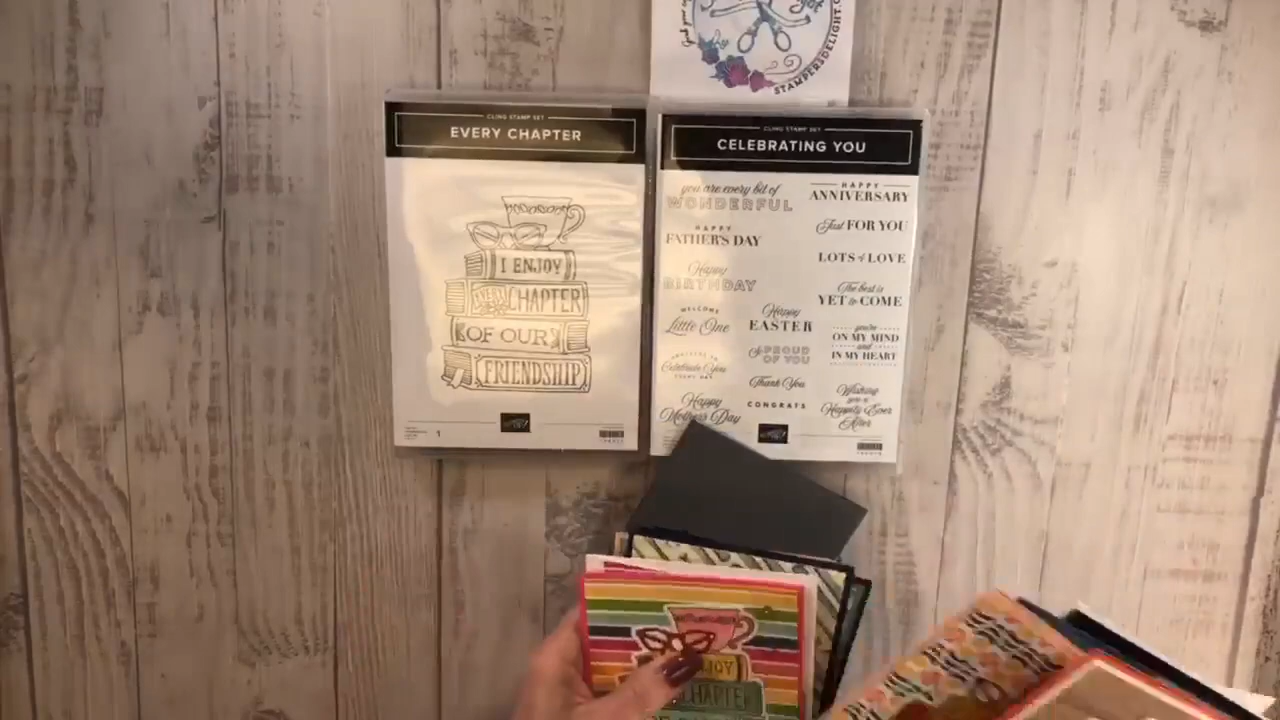 STAMPERSDELIGHT.
CLING STAMP SET
EVERY CHAPTER
I ENJOY
EVERY CHAPTER
OF OUR
FRIENDSHIP
1
CLING STAMP SET
CELEBRATING YOU
you are every bit of
WONDERFUL
HAPPY
FATHER'S DAY
Happy
BIRTHDAY
WELCOME
Little One
Celebrate You
Happy
Mother's Day
Happy
EASTER
So PROUD
OF YOU
Thank You
CONGRATS
HAPPY
ANNIVERSARY
Just FOR YOU
LOTS of LOVE
The best is
YET to COME
you're
ON MY MIND
and
IN MY HEART
Wishing
you a
Happily Ever
After
CHAPTER